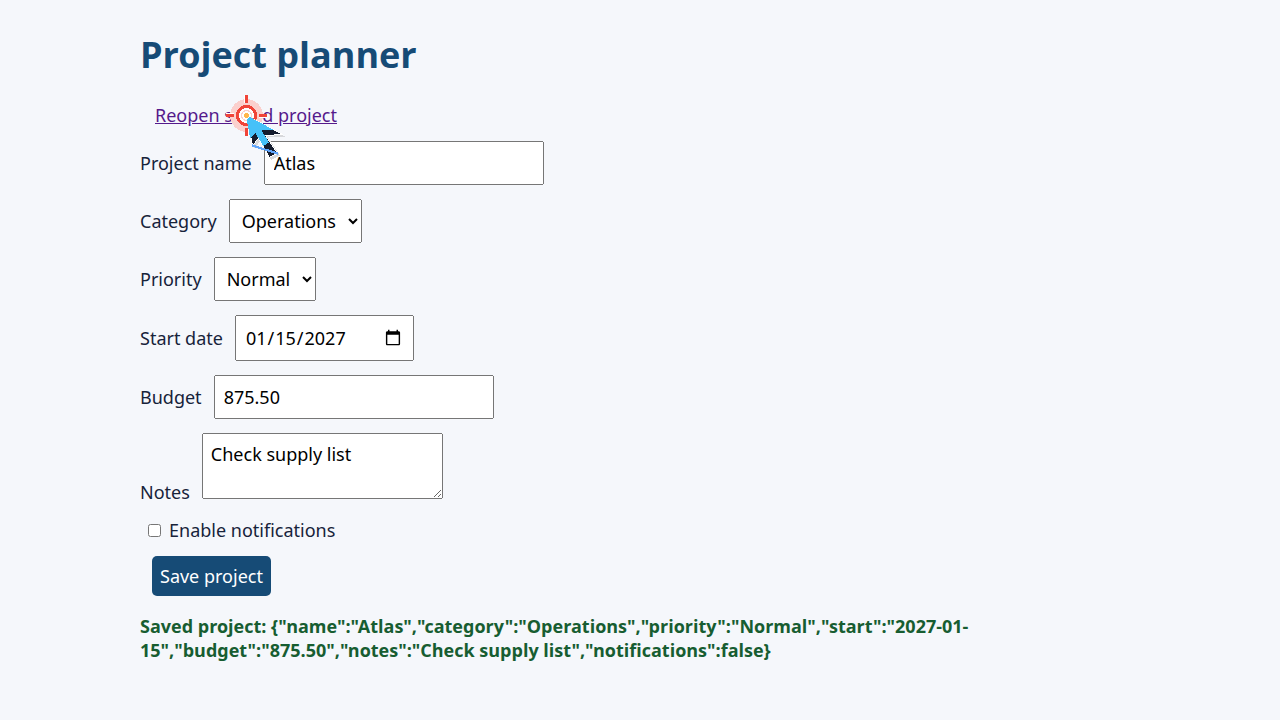 Project planner
Reopen saved project
Project name Atlas
Category Operations
Priority Normal
Start date 01/15/2027
Budget 875.50
Check supply list
Notes
Enable notifications
Save project
Saved project: {"name":"Atlas","category":"Operations","priority":"Normal","start":"2027-01-
15","budget":"875.50","notes":"Check supply list","notifications":false}